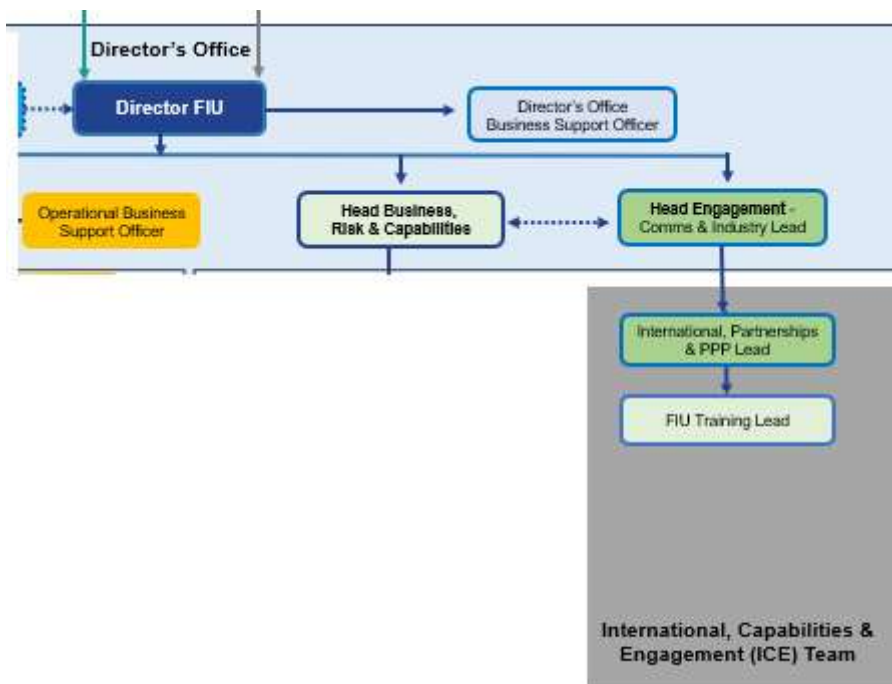 Director's Office
Director FIU
Director's Office
Business Support Officer
Operational Business
Support Officer
Head Business,
Risk & Capabilities
Head Engagement -
Comms & Industry Lead
International, Partnerships
& PPP Lead
FIU Training Lead
International, Capabilities &
Engagement (ICE) Team